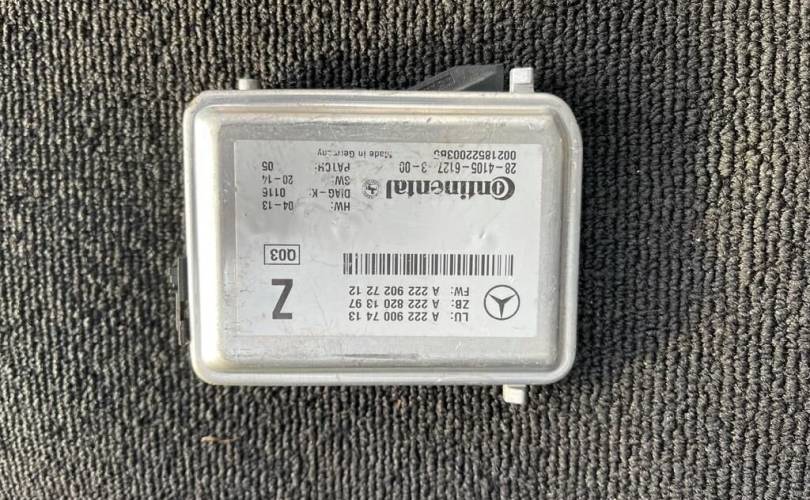 LU: A 222 900 74 13
ZB: A 222 820 13 97
FW: A 222 902 72 12
Z
Q03
Continental
HW: 04-13
DIAG-K: 0116
SW: 20-14
PATCH: 05
28-4105-6127-3-00
Made in Germany